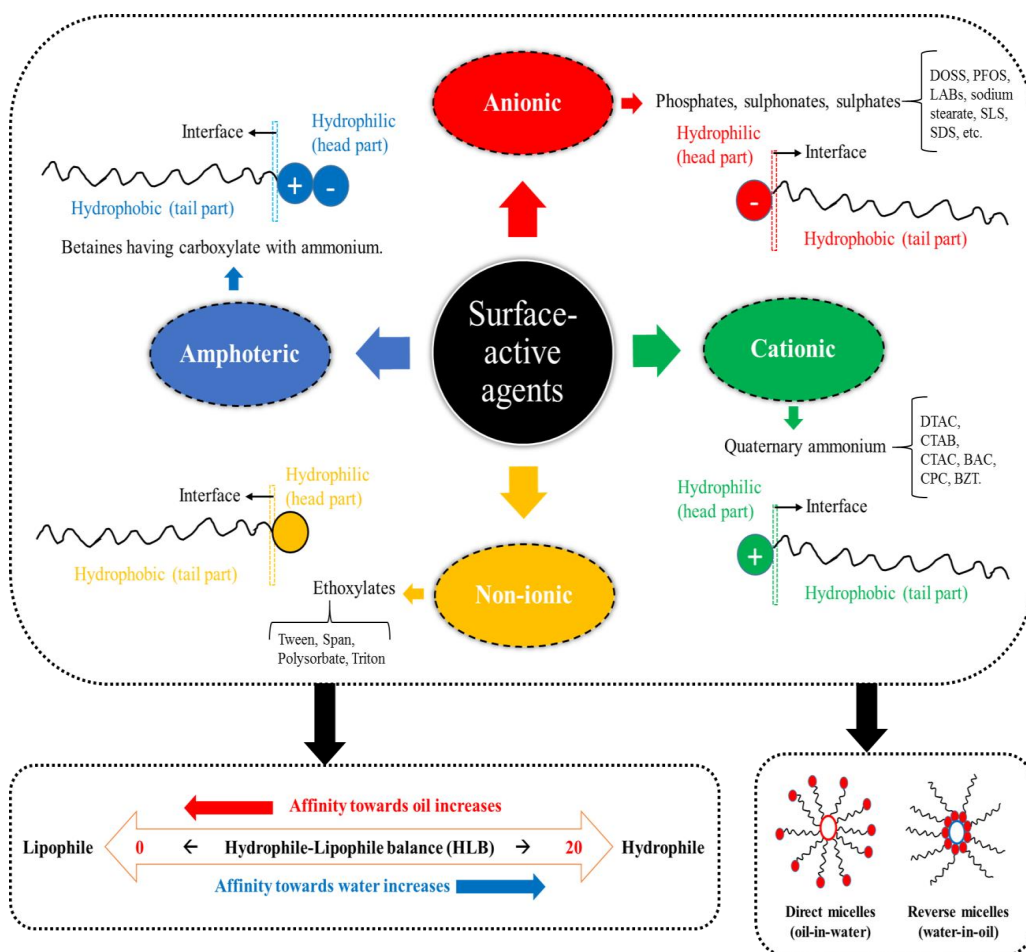 Anionic
Phosphates, sulphonates, sulphates
DOSS, PFOS,
LABs, sodium
stearate, SLS,
SDS, etc.
Hydrophilic
(head part)
Interface
-
Hydrophobic (tail part)
Interface
Hydrophilic
(head part)
+
-
Hydrophobic (tail part)
Betaines having carboxylate with ammonium.
Amphoteric
Surface-
active
agents
Cationic
Quaternary ammonium
DTAC,
CTAB,
CTAC, BAC,
CPC, BZT.
Hydrophilic
(head part)
Interface
+
Hydrophobic (tail part)
Interface
Hydrophilic
(head part)
Hydrophobic (tail part)
Ethoxylates
Tween, Span,
Polysorbate, Triton
Non-ionic
Affinity towards oil increases
Lipophile 0 ← Hydrophile-Lipophile balance (HLB) → 20 Hydrophile
Affinity towards water increases
Direct micelles
(oil-in-water)
Reverse micelles
(water-in-oil)